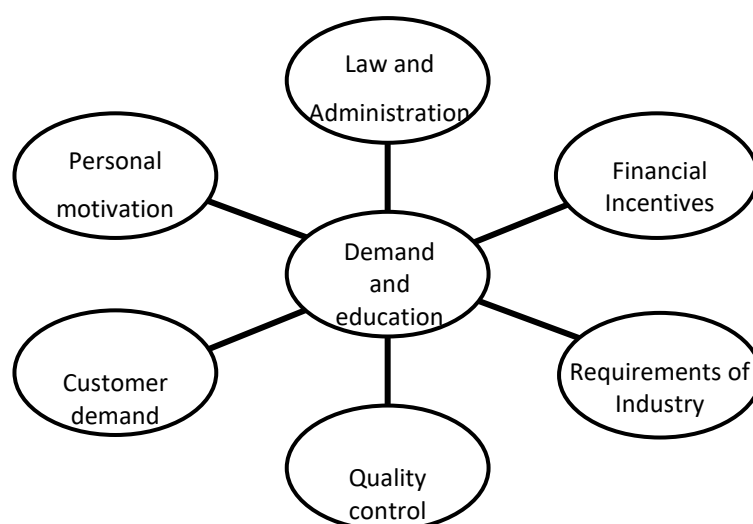 Law and
Administration
Personal
motivation
Financial
Incentives
Demand
and
education
Customer
demand
Requirements of
Industry
Quality
control